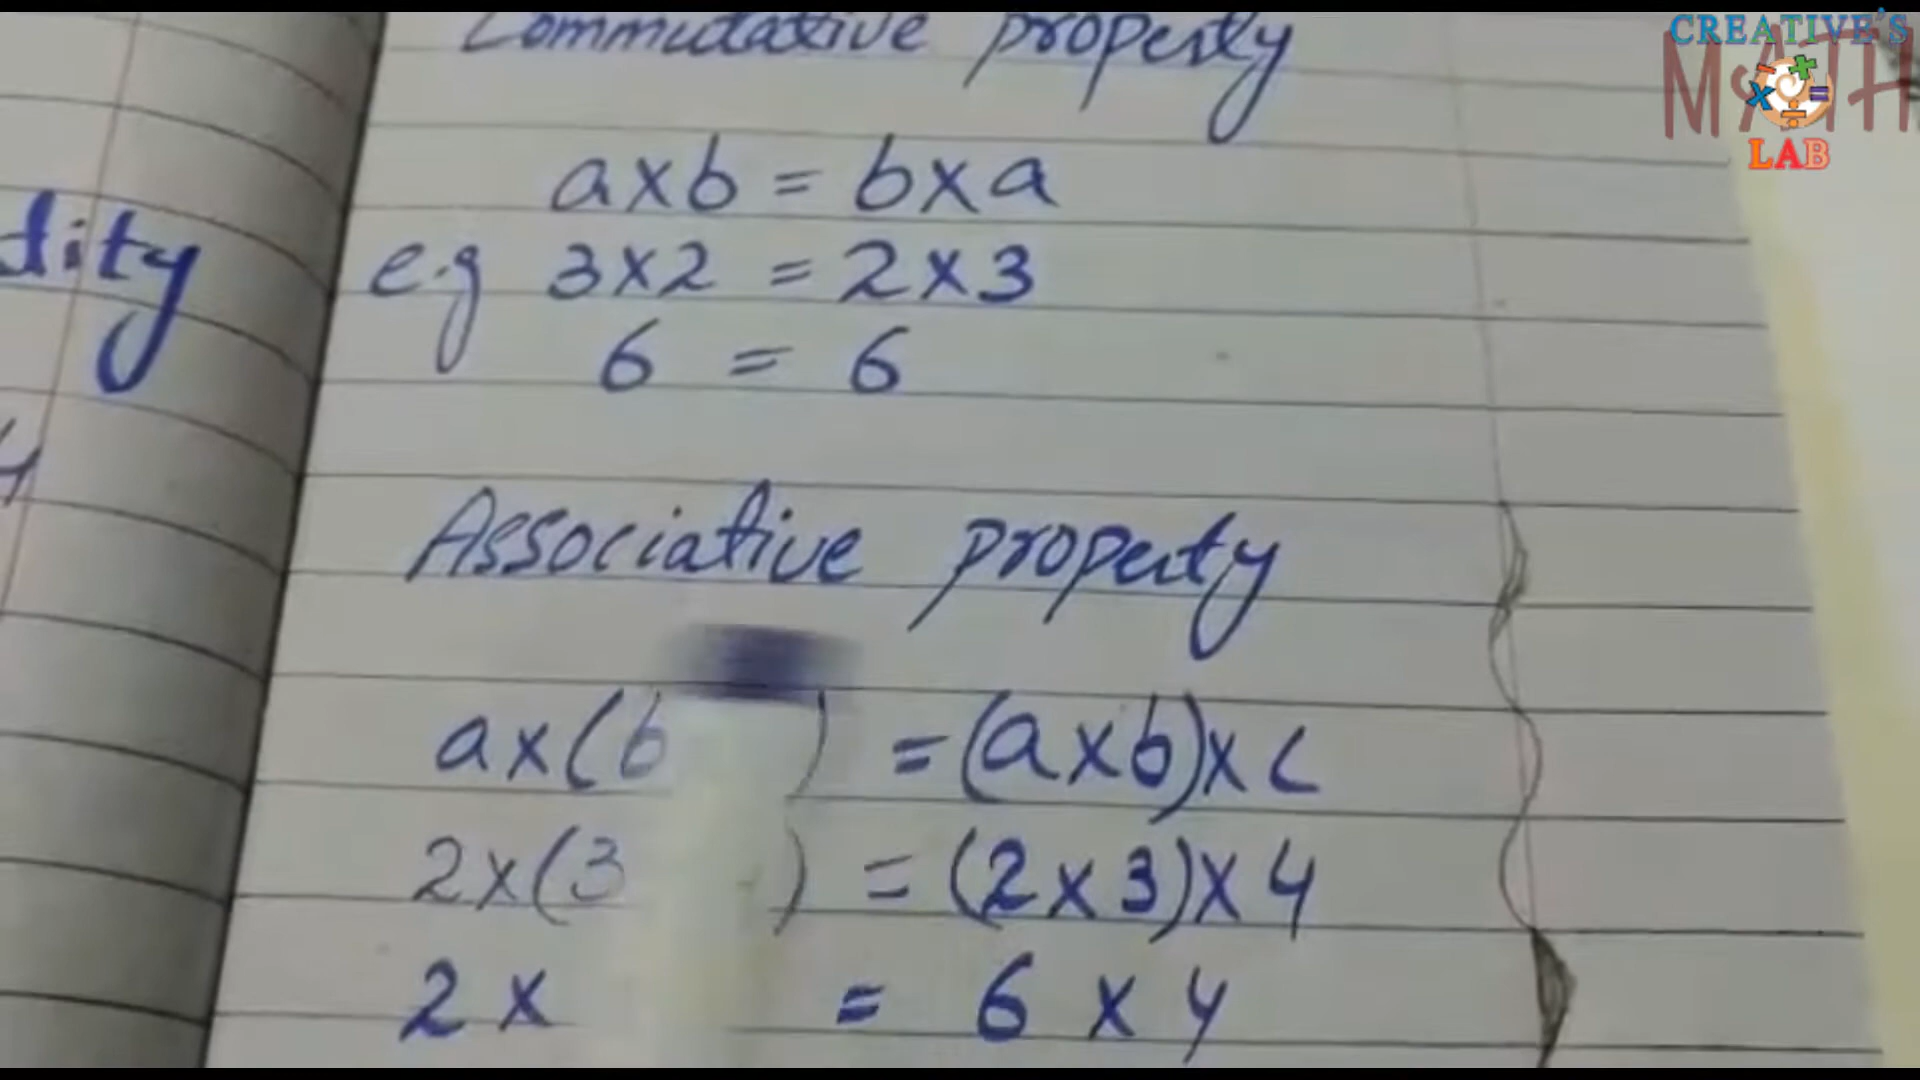 Commutative property
a x b = b x a
e.g 3 x 2 = 2 x 3
6 = 6
Associative property
a x ( b ) = (a x b) x c
2 x ( 3 ) = (2 x 3) x 4
2 x = 6 x 4
dity
4
CREATIVE'S
MATH
LAB